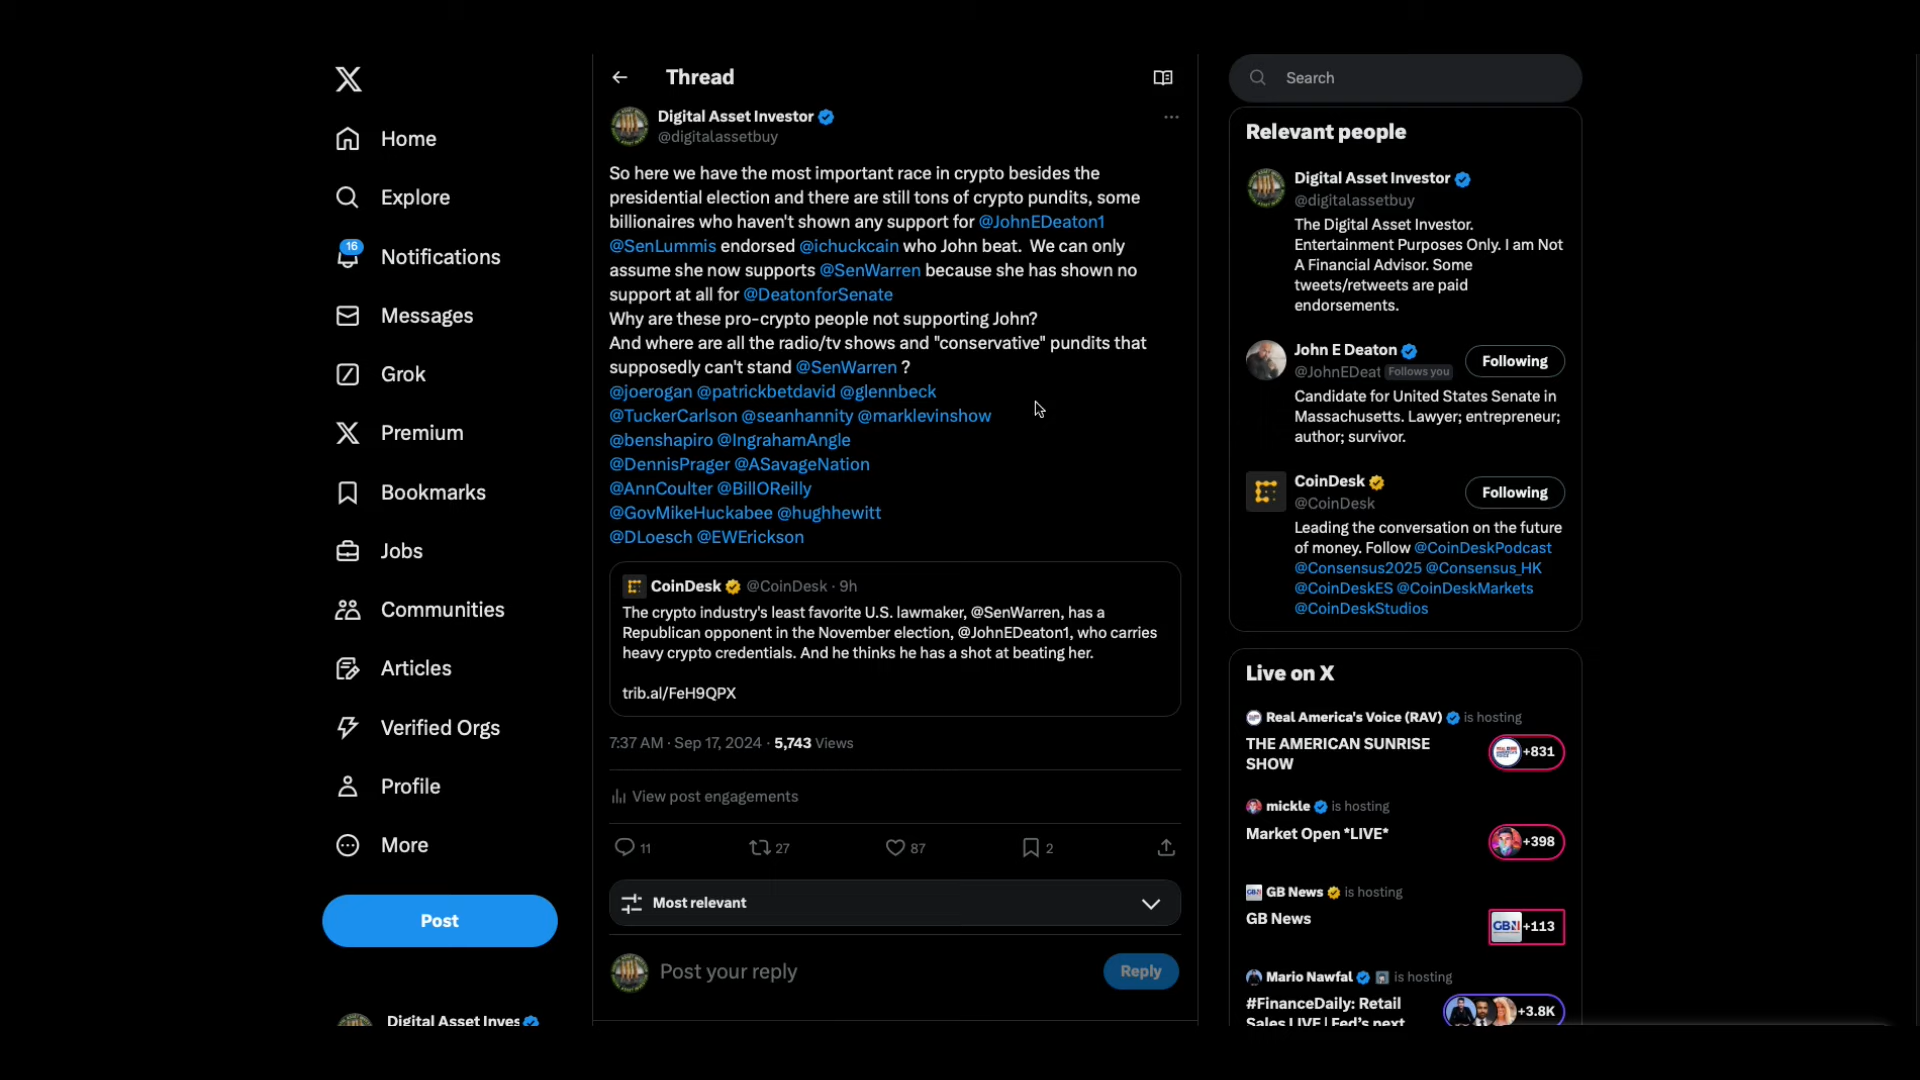 Home
Explore
16
Notifications
Messages
Grok
Premium
Bookmarks
Jobs
Communities
Articles
Verified Orgs
Profile
More
Post
Digital Asset Inves
Thread
Digital Asset Investor
@digitalassetbuy
So here we have the most important race in crypto besides the
presidential election and there are still tons of crypto pundits, some
billionaires who haven't shown any support for @JohnEDeaton1
@SenLummis endorsed @ichuckcain who John beat. We can only
assume she now supports @SenWarren because she has shown no
support at all for @DeatonforSenate
Why are these pro-crypto people not supporting John?
And where are all the radio/tv shows and "conservative" pundits that
supposedly can't stand @SenWarren ?
@joerogan @patrickbetdavid @glennbeck
@TuckerCarlson @seanhannity @marklevinshow
@benshapiro @IngrahamAngle
@DennisPrager @ASavageNation
@AnnCoulter @BillOReilly
@GovMikeHuckabee @hughhewitt
@DLoesch @EWErickson
CoinDesk @CoinDesk · 9h
The crypto industry's least favorite U.S. lawmaker, @SenWarren, has a
Republican opponent in the November election, @JohnEDeaton1, who carries
heavy crypto credentials. And he thinks he has a shot at beating her.
trib.al/FeH9QPX
7:37 AM · Sep 17, 2024 · 5,743 Views
View post engagements
11 27 87 2
Most relevant
Post your reply
Reply
Search
Relevant people
Digital Asset Investor
@digitalassetbuy
The Digital Asset Investor.
Entertainment Purposes Only. I am Not
A Financial Advisor. Some
tweets/retweets are paid
endorsements.
John E Deaton
@JohnEDeat Follows you
Following
Candidate for United States Senate in
Massachusetts. Lawyer; entrepreneur;
author; survivor.
CoinDesk
@CoinDesk
Following
Leading the conversation on the future
of money. Follow @CoinDeskPodcast
@Consensus2025 @Consensus_HK
@CoinDeskES @CoinDeskMarkets
@CoinDeskStudios
Live on X
Real America's Voice (RAV) is hosting
THE AMERICAN SUNRISE
SHOW
+831
mickle is hosting
Market Open *LIVE*
+398
GB News is hosting
GB News
GBN +113
Mario Nawfal is hosting
#FinanceDaily: Retail
Sales LIVE | Fed's next
+3.8K